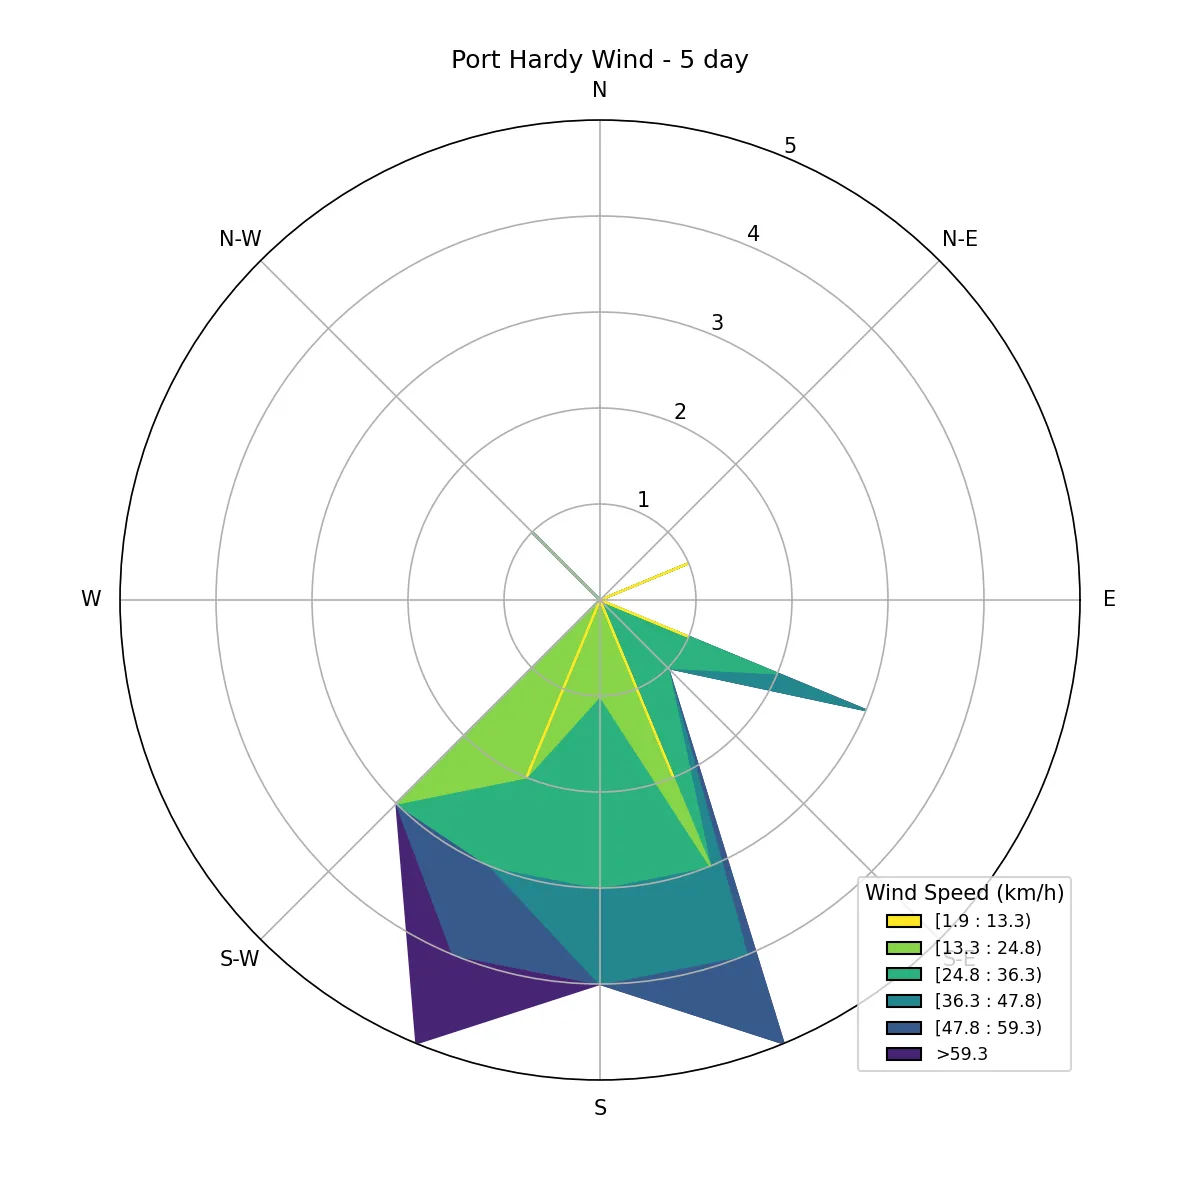 Port Hardy Wind - 5 day
N
5
N-W
4
N-E
3
2
1
W
E
S-W
S-E
Wind Speed (km/h)
[1.9 : 13.3)
[13.3 : 24.8)
[24.8 : 36.3)
[36.3 : 47.8)
[47.8 : 59.3)
>59.3
S